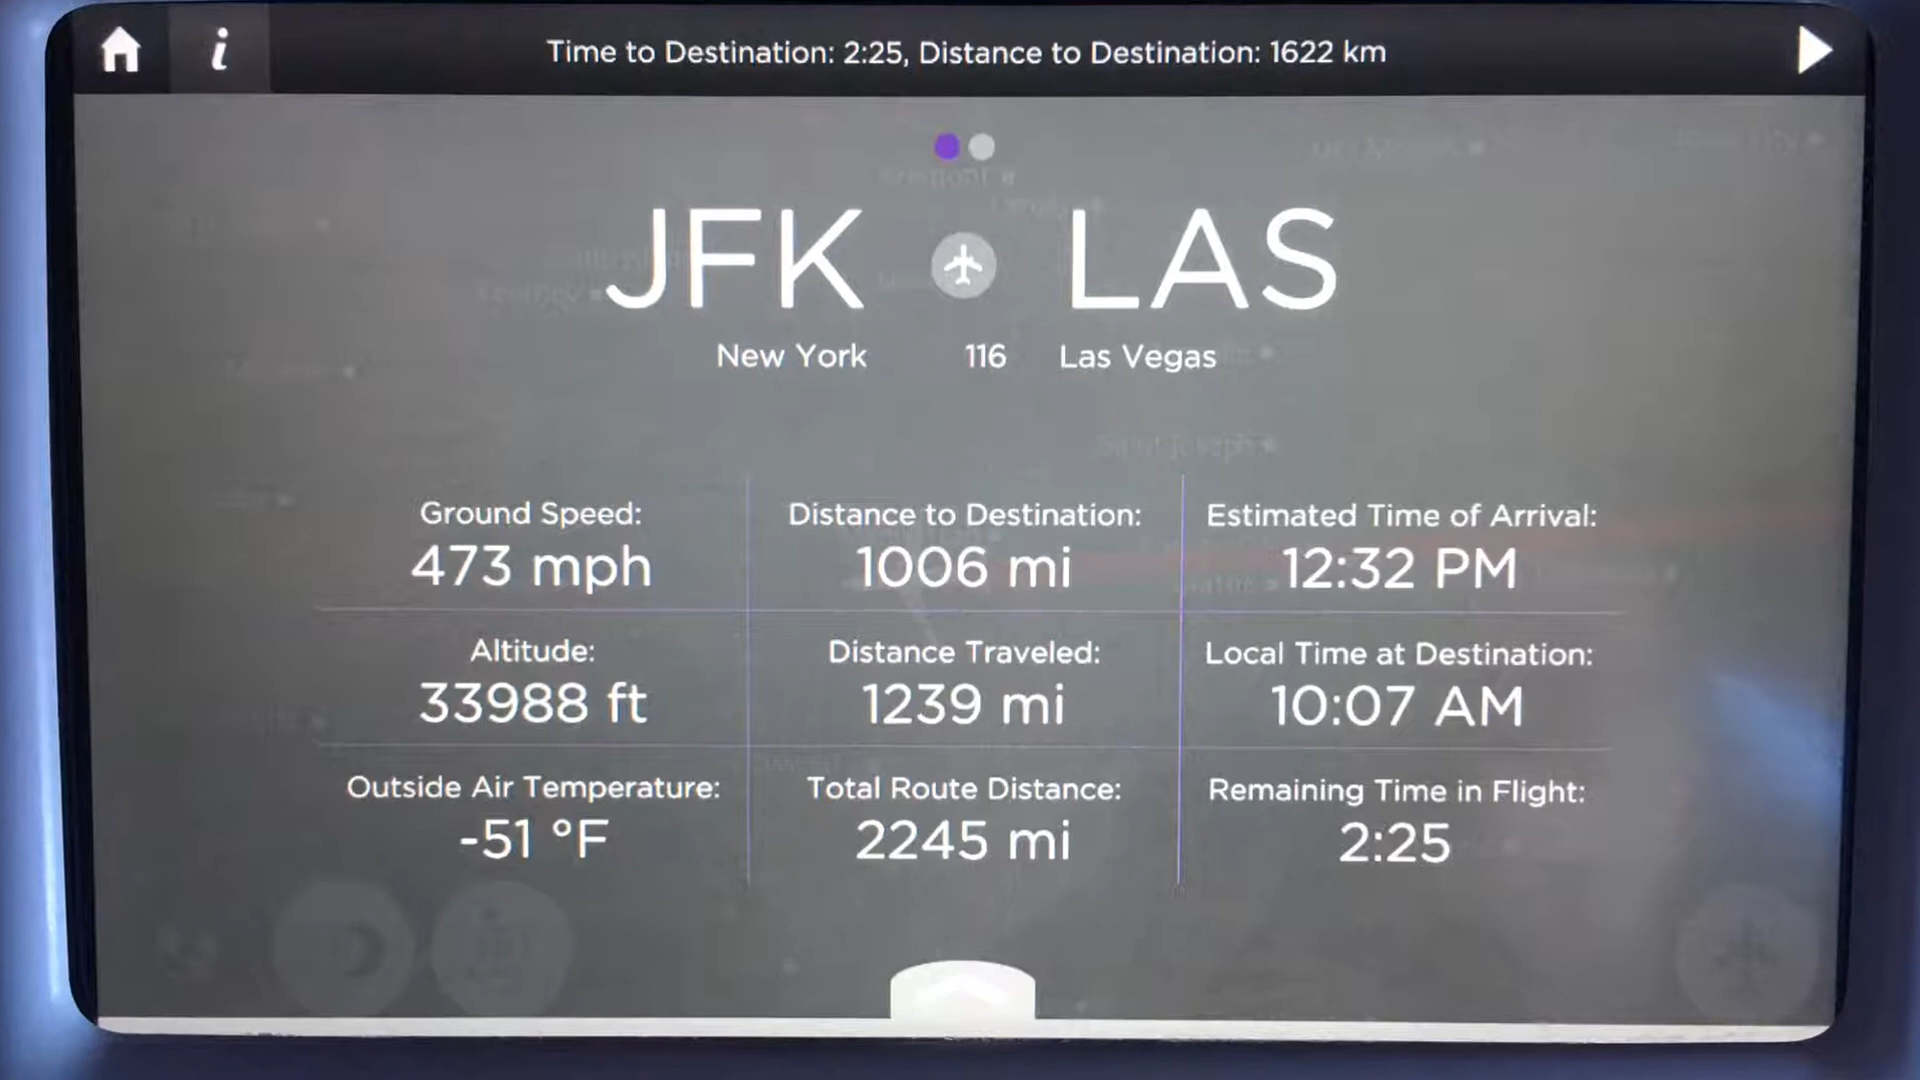 i Time to Destination: 2:25, Distance to Destination: 1622 km
JFK LAS
New York 116 Las Vegas
Ground Speed: Distance to Destination: Estimated Time of Arrival:
473 mph 1006 mi 12:32 PM
Altitude: Distance Traveled: Local Time at Destination:
33988 ft 1239 mi 10:07 AM
Outside Air Temperature: Total Route Distance: Remaining Time in Flight:
-51 °F 2245 mi 2:25